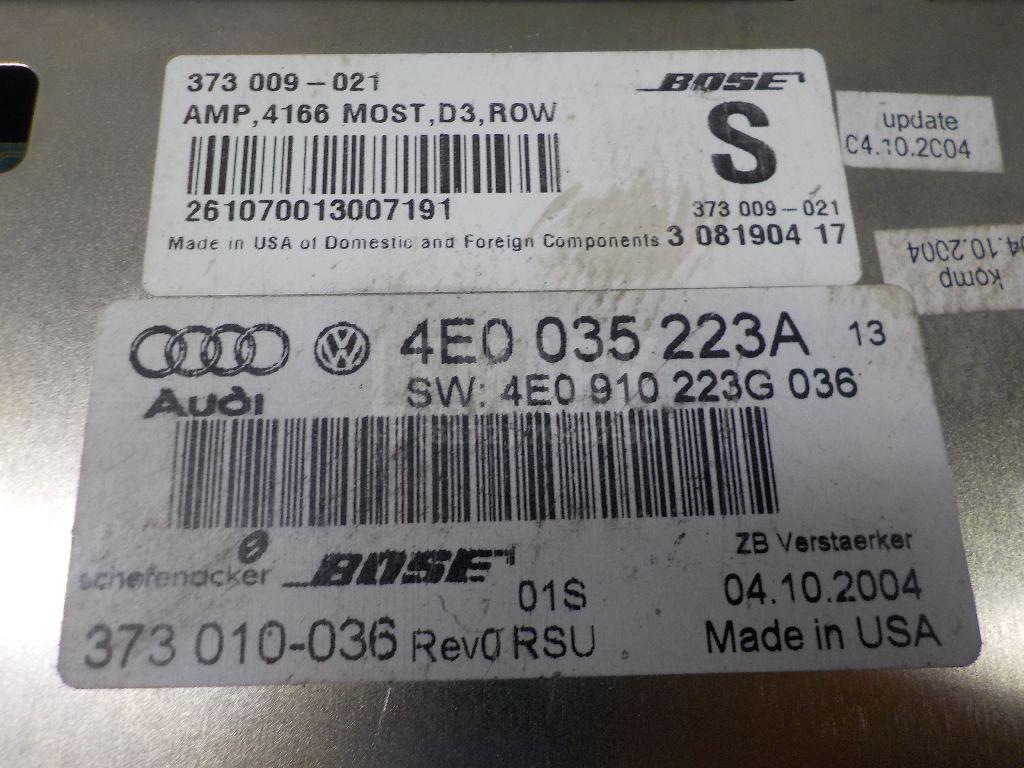 373 009-021
BOSE
AMP,4166 MOST,D3,ROW
S
261070013007191
373 009-021
Made in USA of Domestic and Foreign Components 3 081904 17
update
04.10.2004
04.10.2004
komp
Audi
4E0 035 223A 13
SW: 4E0 910 223G 036
schefenacker
BOSE
01S
ZB Verstaerker
04.10.2004
373 010-036 Rev0 RSU
Made in USA